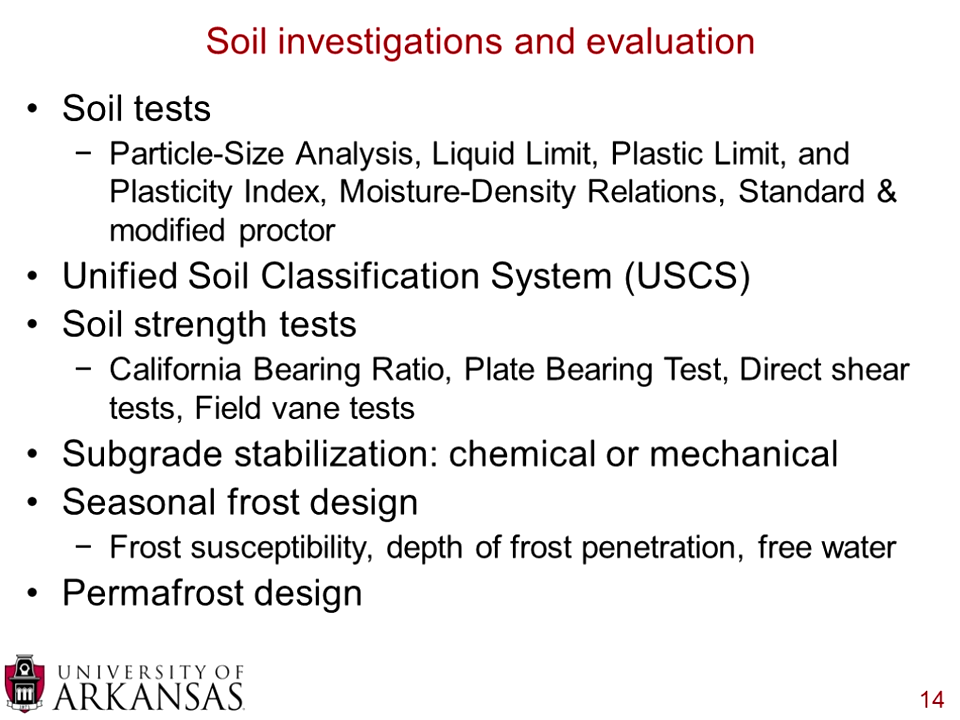 Soil investigations and evaluation
• Soil tests
− Particle-Size Analysis, Liquid Limit, Plastic Limit, and
Plasticity Index, Moisture-Density Relations, Standard &
modified proctor
• Unified Soil Classification System (USCS)
• Soil strength tests
− California Bearing Ratio, Plate Bearing Test, Direct shear
tests, Field vane tests
• Subgrade stabilization: chemical or mechanical
• Seasonal frost design
− Frost susceptibility, depth of frost penetration, free water
• Permafrost design
UNIVERSITY OF
ARKANSAS
14